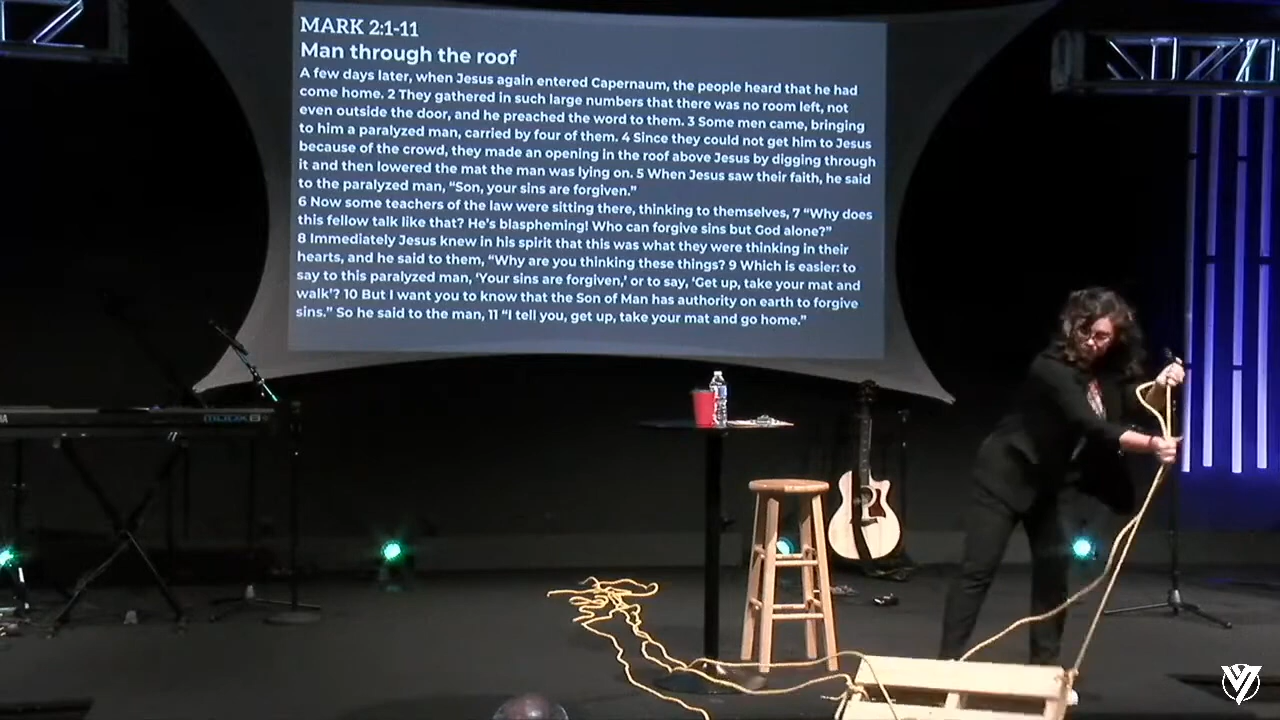 MARK 2:1-11
Man through the roof
A few days later, when Jesus again entered Capernaum, the people heard that he had
come home. 2 They gathered in such large numbers that there was no room left, not
even outside the door, and he preached the word to them. 3 Some men came, bringing
to him a paralyzed man, carried by four of them. 4 Since they could not get him to Jesus
because of the crowd, they made an opening in the roof above Jesus by digging through
it and then lowered the mat the man was lying on. 5 When Jesus saw their faith, he said
to the paralyzed man, “Son, your sins are forgiven.”
6 Now some teachers of the law were sitting there, thinking to themselves, 7 “Why does
this fellow talk like that? He’s blaspheming! Who can forgive sins but God alone?”
8 Immediately Jesus knew in his spirit that this was what they were thinking in their
hearts, and he said to them, “Why are you thinking these things? 9 Which is easier: to
say to this paralyzed man, ‘Your sins are forgiven,’ or to say, ‘Get up, take your mat and
walk’? 10 But I want you to know that the Son of Man has authority on earth to forgive
sins.” So he said to the man, 11 “I tell you, get up, take your mat and go home.”